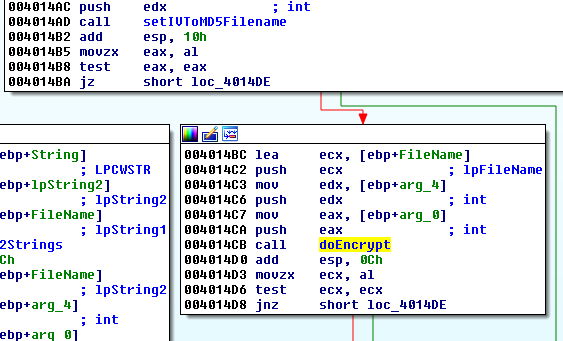 004014AC push edx ; int
004014AD call setIVToMD5Filename
004014B2 add esp, 10h
004014B5 movzx eax, al
004014B8 test eax, eax
004014BA jz short loc_4014DE
ebp+String]
; LPCWSTR
ebp+lpString2]
; lpString2
ebp+FileName]
; lpString1
2Strings
Ch
ebp+FileName]
; lpString2
ebp+arg_4]
; int
ebp+arg_0]
004014BC lea ecx, [ebp+FileName]
004014C2 push ecx ; lpFileName
004014C3 mov edx, [ebp+arg_4]
004014C6 push edx ; int
004014C7 mov eax, [ebp+arg_0]
004014CA push eax ; int
004014CB call doEncrypt
004014D0 add esp, 0Ch
004014D3 movzx ecx, al
004014D6 test ecx, ecx
004014D8 jnz short loc_4014DE